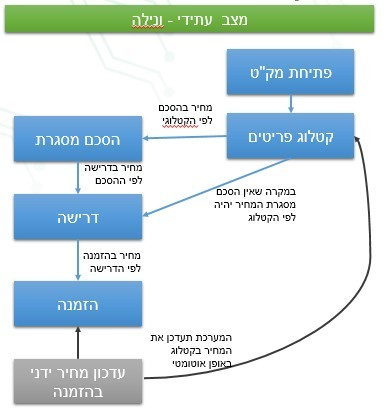 מצב עתידי - ונילה
פתיחת מק"ט
קטלוג פריטים
מחיר בהסכם
לפי הקטלוגי
הסכם מסגרת
מחיר בדרישה
לפי ההסכם
במקרה שאין הסכם
מסגרת המחיר יהיה
לפי הקטלוג
דרישה
מחיר בהזמנה
לפי הדרישה
הזמנה
המערכת תעדכן את
המחיר בקטלוג
באופן אוטומטי
עדכון מחיר ידני
בהזמנה